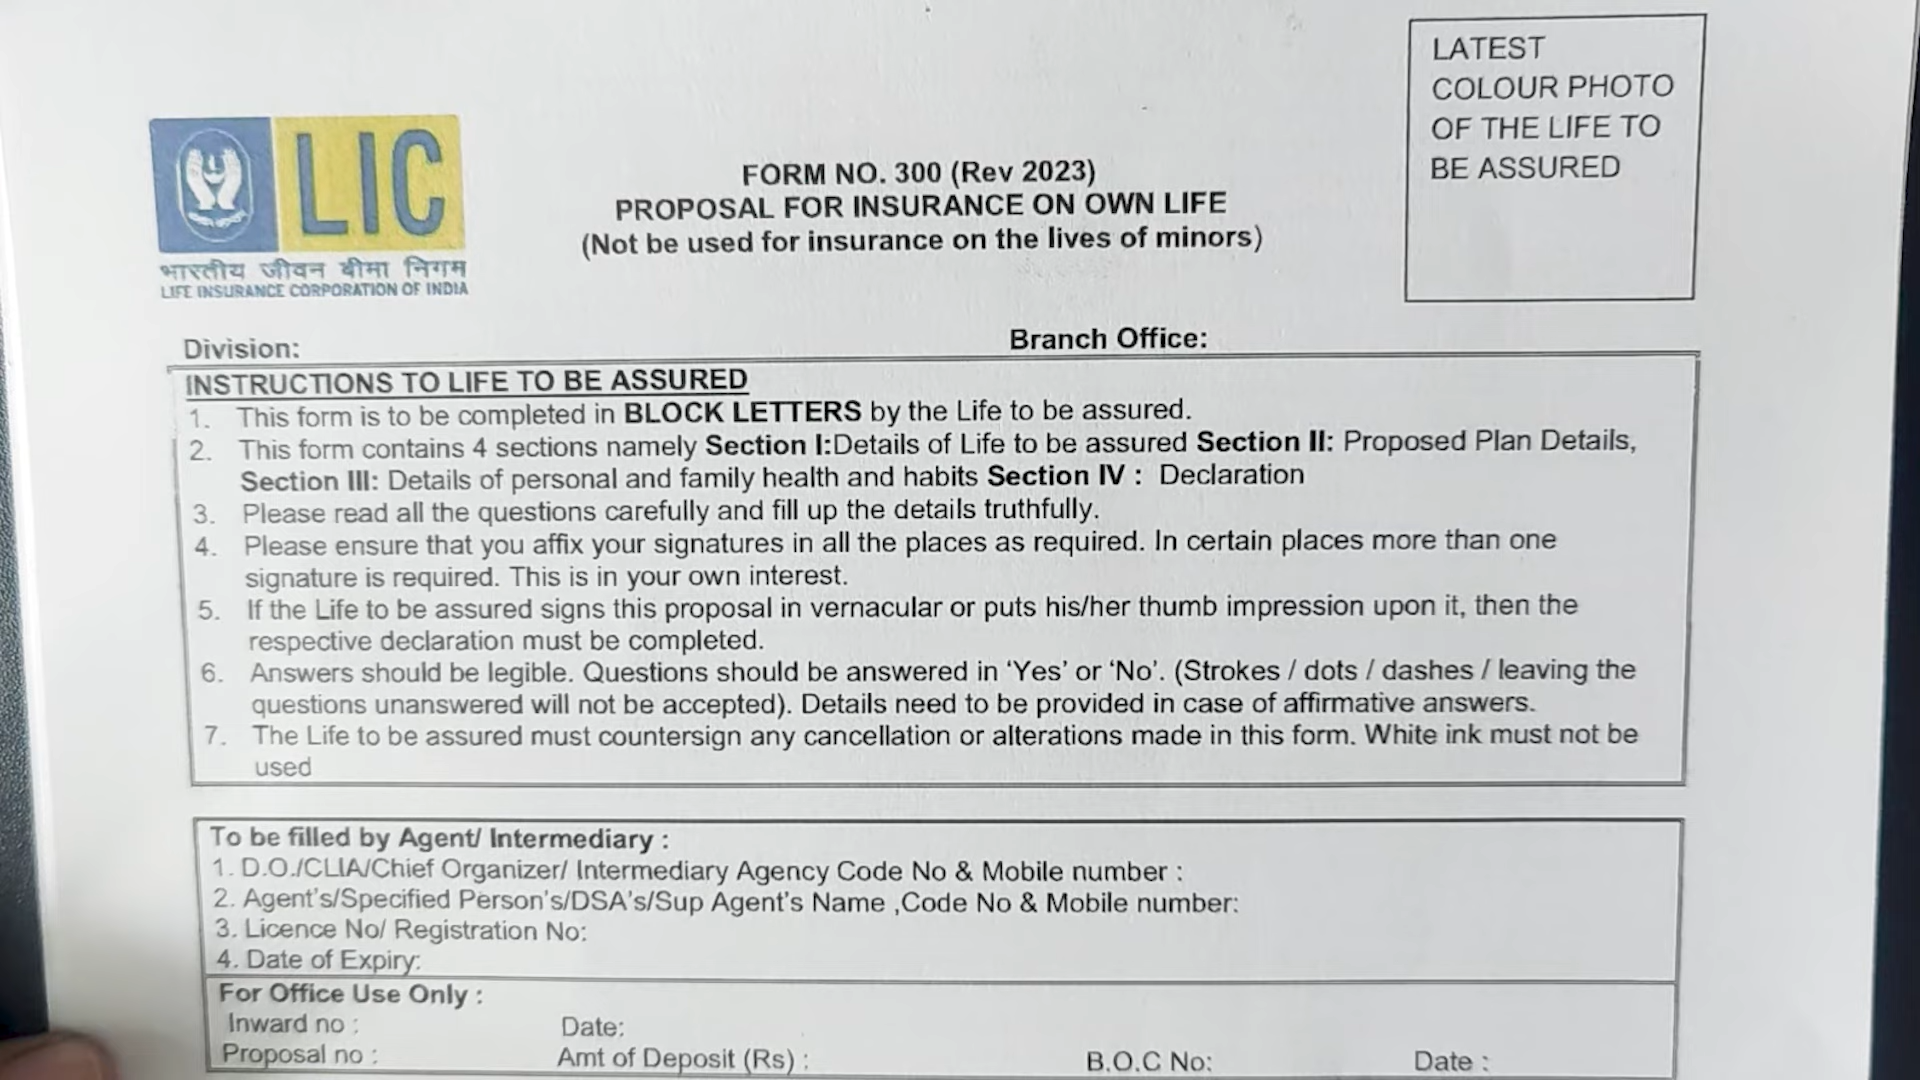 LATEST
COLOUR PHOTO
OF THE LIFE TO
BE ASSURED
LIC
भारतीय जीवन बीमा निगम
LIFE INSURANCE CORPORATION OF INDIA
FORM NO. 300 (Rev 2023)
PROPOSAL FOR INSURANCE ON OWN LIFE
(Not be used for insurance on the lives of minors)
Division: Branch Office:
INSTRUCTIONS TO LIFE TO BE ASSURED
1. This form is to be completed in BLOCK LETTERS by the Life to be assured.
2. This form contains 4 sections namely Section I:Details of Life to be assured Section II: Proposed Plan Details,
Section III: Details of personal and family health and habits Section IV : Declaration
3. Please read all the questions carefully and fill up the details truthfully.
4. Please ensure that you affix your signatures in all the places as required. In certain places more than one
signature is required. This is in your own interest.
5. If the Life to be assured signs this proposal in vernacular or puts his/her thumb impression upon it, then the
respective declaration must be completed.
6. Answers should be legible. Questions should be answered in ‘Yes’ or ‘No’. (Strokes / dots / dashes / leaving the
questions unanswered will not be accepted). Details need to be provided in case of affirmative answers.
7. The Life to be assured must countersign any cancellation or alterations made in this form. White ink must not be
used
To be filled by Agent/ Intermediary :
1. D.O./CLIA/Chief Organizer/ Intermediary Agency Code No & Mobile number :
2. Agent's/Specified Person's/DSA's/Sup Agent's Name ,Code No & Mobile number:
3. Licence No/ Registration No:
4. Date of Expiry:
For Office Use Only :
Inward no : Date:
Proposal no : Amt of Deposit (Rs) : B.O.C No: Date :